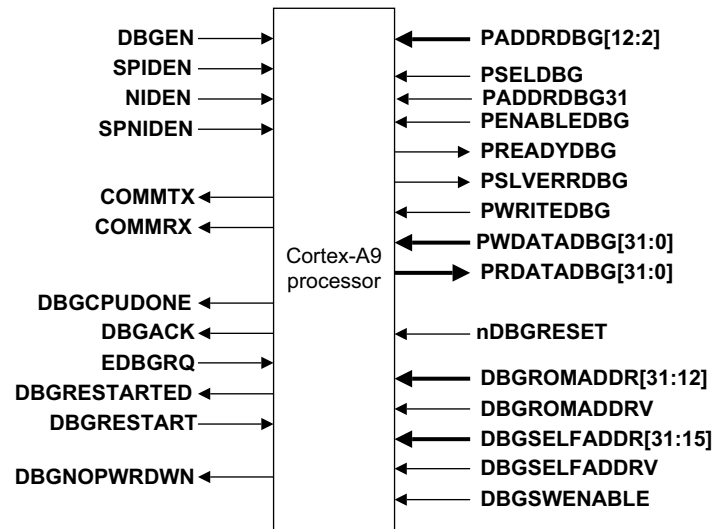 DBGEN
SPIDEN
NIDEN
SPNIDEN
COMMTX
COMMRX
DBGCPUDONE
DBGACK
EDBGRQ
DBGRESTARTED
DBGRESTART
DBGNOPWRDWN
Cortex-A9
processor
PADDRDBG[12:2]
PSELDBG
PADDRDBG31
PENABLEDBG
PREADYDBG
PSLVERRDBG
PWRITEDBG
PWDATADBG[31:0]
PRDATADBG[31:0]
nDBGRESET
DBGROMADDR[31:12]
DBGROMADDRV
DBGSELFADDR[31:15]
DBGSELFADDRV
DBGSWENABLE